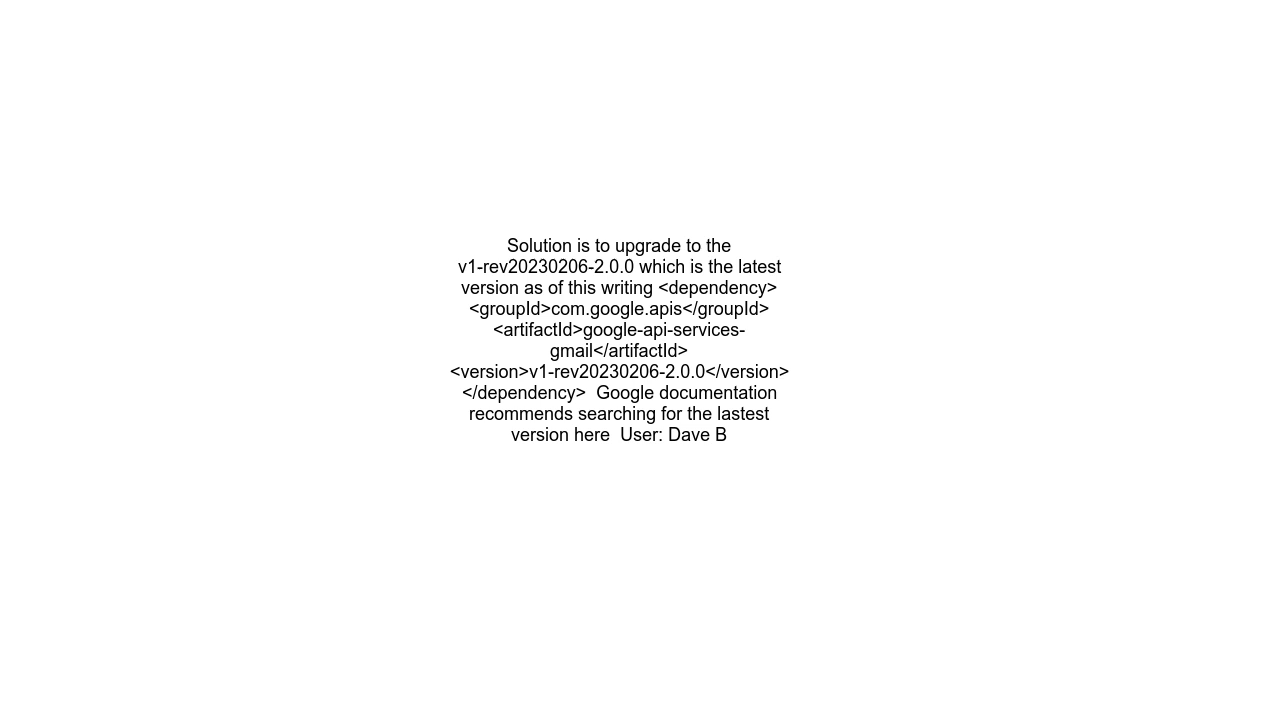 Solution is to upgrade to the
v1-rev20230206-2.0.0 which is the latest
version as of this writing <dependency>
<groupId>com.google.apis</groupId>
<artifactId>google-api-services-
gmail</artifactId>
<version>v1-rev20230206-2.0.0</version>
</dependency>  Google documentation
recommends searching for the lastest
version here  User: Dave B